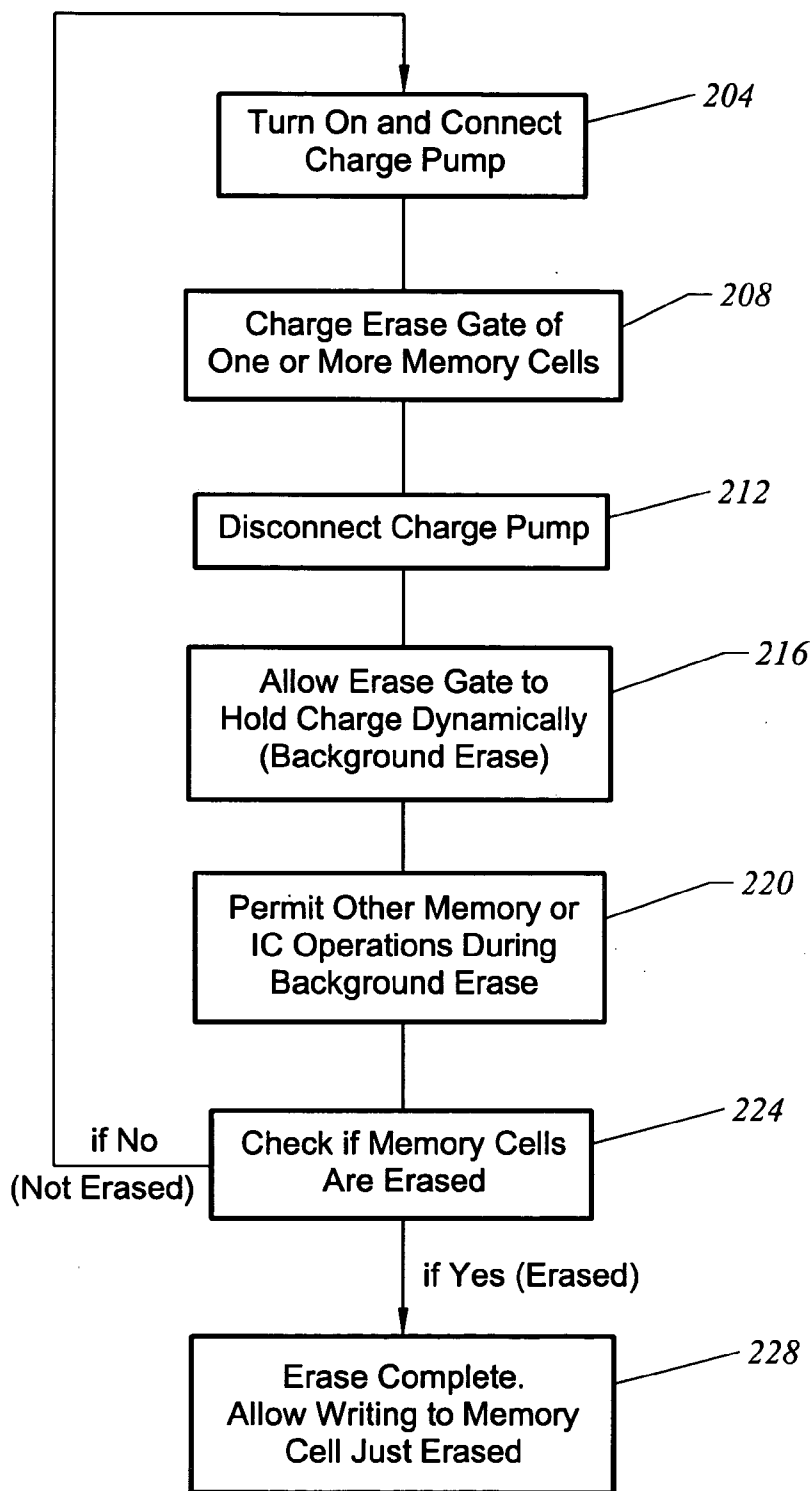 204
Turn On and Connect
Charge Pump
208
Charge Erase Gate of
One or More Memory Cells
212
Disconnect Charge Pump
216
Allow Erase Gate to
Hold Charge Dynamically
(Background Erase)
220
Permit Other Memory or
IC Operations During
Background Erase
224
if No
(Not Erased)
Check if Memory Cells
Are Erased
if Yes (Erased)
228
Erase Complete.
Allow Writing to Memory
Cell Just Erased